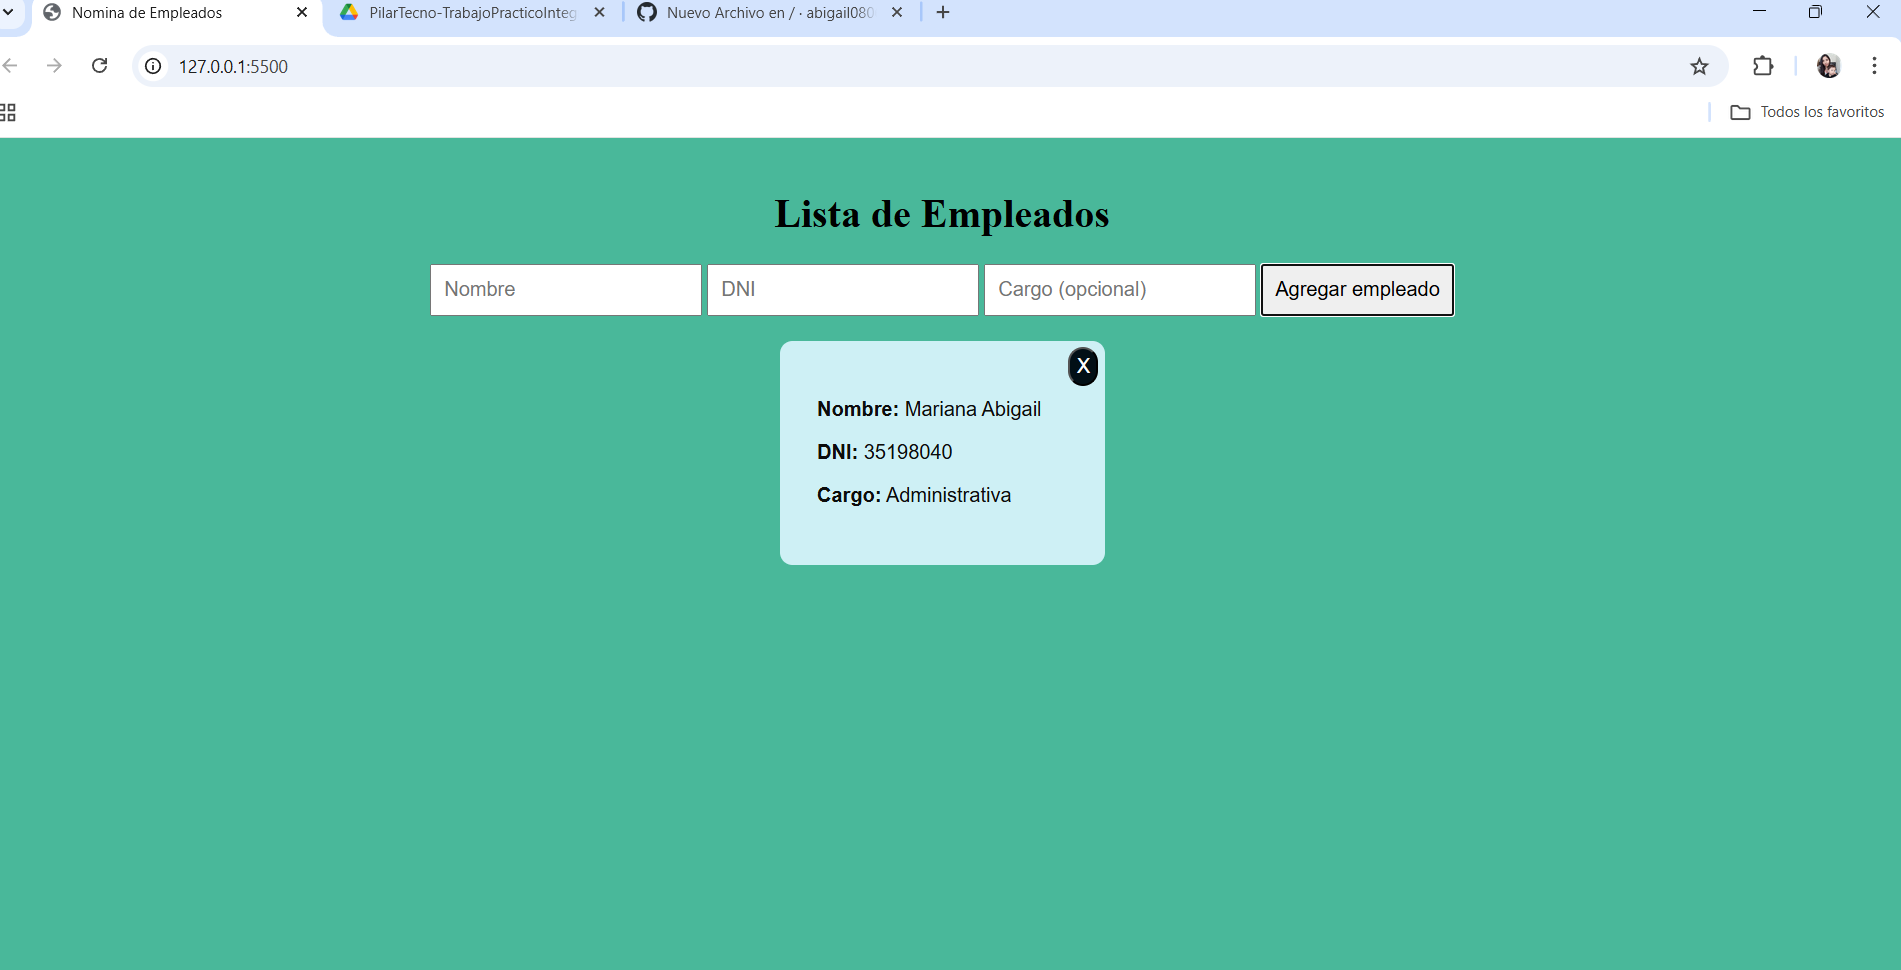 Nomina de Empleados
PilarTecno-TrabajoPracticoInteg
Nuevo Archivo en / · abigail080
127.0.0.1:5500
Todos los favoritos
Lista de Empleados
Nombre
DNI
Cargo (opcional)
Agregar empleado
X
Nombre: Mariana Abigail
DNI: 35198040
Cargo: Administrativa